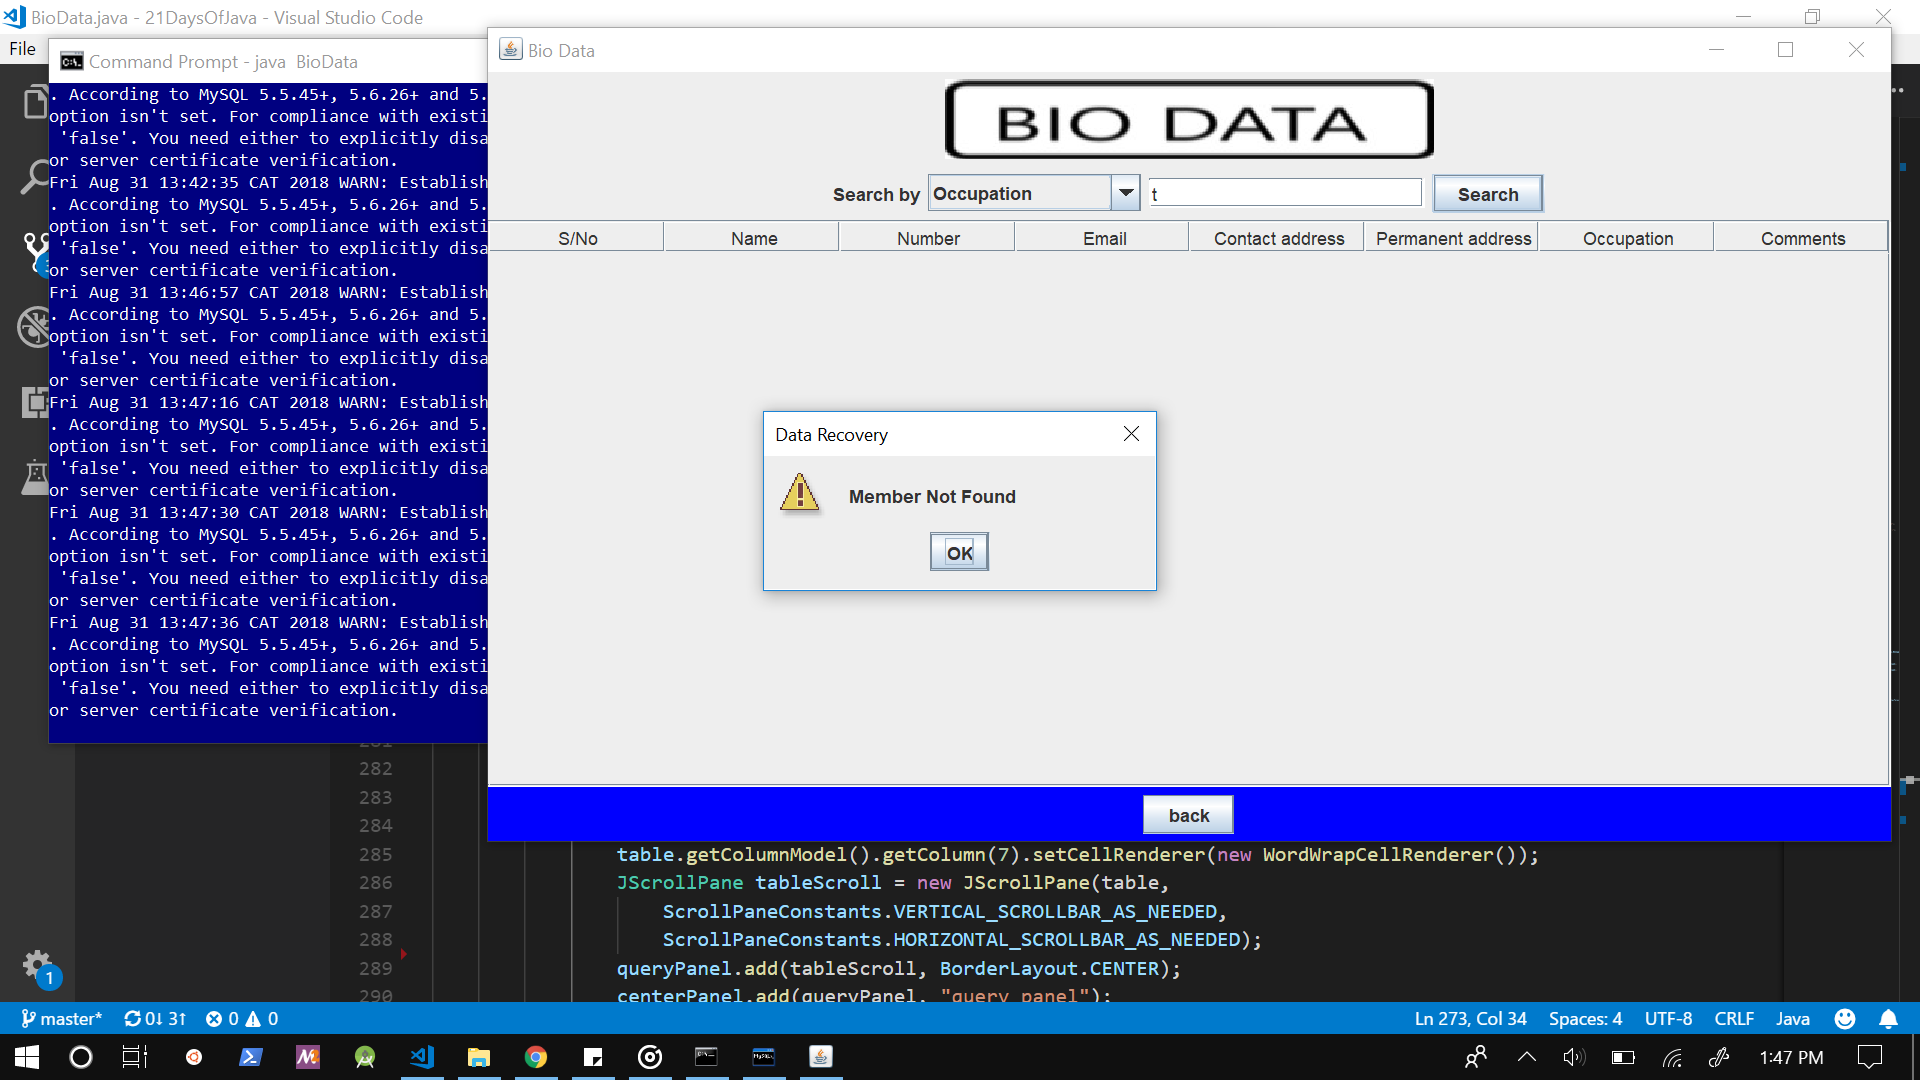 BioData.java - 21DaysOfJava - Visual Studio Code
File
Command Prompt - java BioData
. According to MySQL 5.5.45+, 5.6.26+ and 5.
option isn't set. For compliance with existi
'false'. You need either to explicitly disa
or server certificate verification.
Fri Aug 31 13:42:35 CAT 2018 WARN: Establish
. According to MySQL 5.5.45+, 5.6.26+ and 5.
option isn't set. For compliance with existi
'false'. You need either to explicitly disa
or server certificate verification.
Fri Aug 31 13:46:57 CAT 2018 WARN: Establish
. According to MySQL 5.5.45+, 5.6.26+ and 5.
option isn't set. For compliance with existi
'false'. You need either to explicitly disa
or server certificate verification.
Fri Aug 31 13:47:16 CAT 2018 WARN: Establish
. According to MySQL 5.5.45+, 5.6.26+ and 5.
option isn't set. For compliance with existi
'false'. You need either to explicitly disa
or server certificate verification.
Fri Aug 31 13:47:30 CAT 2018 WARN: Establish
. According to MySQL 5.5.45+, 5.6.26+ and 5.
option isn't set. For compliance with existi
'false'. You need either to explicitly disa
or server certificate verification.
Fri Aug 31 13:47:36 CAT 2018 WARN: Establish
. According to MySQL 5.5.45+, 5.6.26+ and 5.
option isn't set. For compliance with existi
'false'. You need either to explicitly disa
or server certificate verification.
Bio Data
BIO DATA
Search by Occupation t Search
S/No Name Number Email Contact address Permanent address Occupation Comments
Data Recovery
Member Not Found
OK
back
281
282
283
284
285 table.getColumnModel().getColumn(7).setCellRenderer(new WordWrapCellRenderer());
286 JScrollPane tableScroll = new JScrollPane(table,
287 ScrollPaneConstants.VERTICAL_SCROLLBAR_AS_NEEDED,
288 ScrollPaneConstants.HORIZONTAL_SCROLLBAR_AS_NEEDED);
289 queryPanel.add(tableScroll, BorderLayout.CENTER);
290 centerPanel.add(queryPanel, "query panel");
1
master* 0↓ 3↑ 0 0 Ln 273, Col 34 Spaces: 4 UTF-8 CRLF Java
1:47 PM